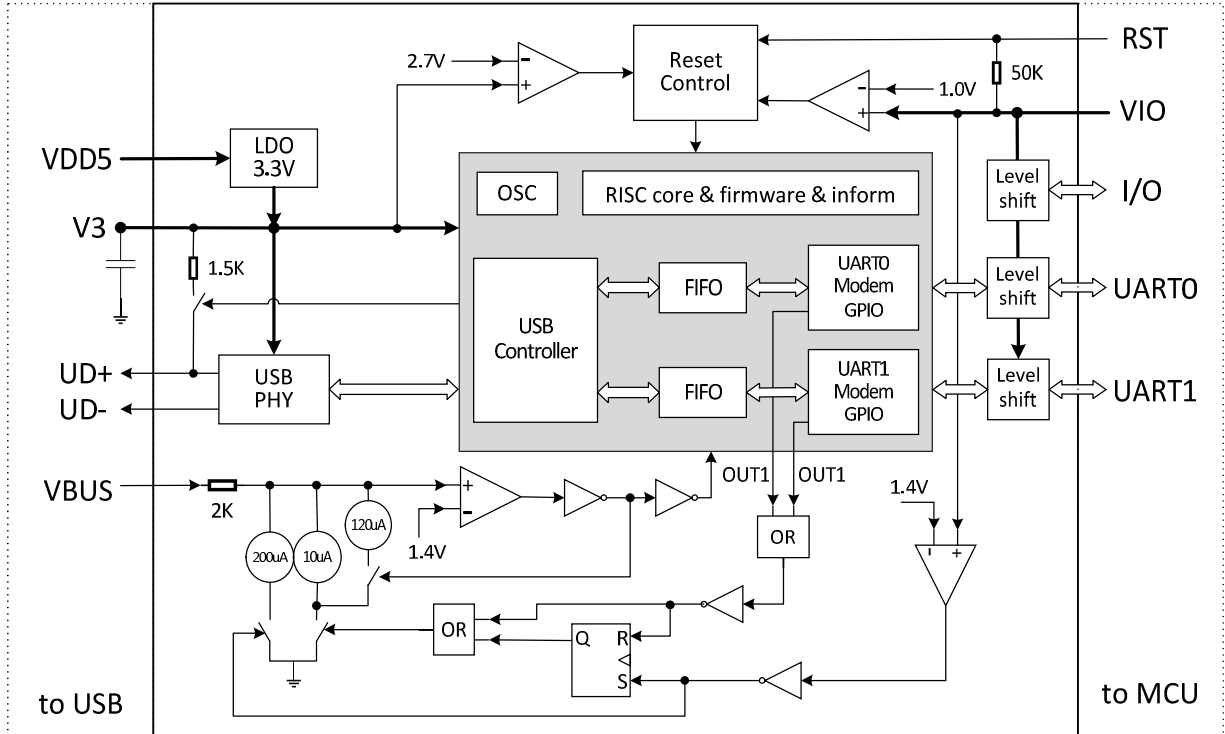 RST
2.7V
-
+
Reset
Control
50K
-
+
1.0V
VIO
VDD5
LDO
3.3V
Level
shift
I/O
OSC
RISC core & firmware & inform
V3
1.5K
USB
Controller
FIFO
UART0
Modem
GPIO
Level
shift
UART0
UD+
UD-
USB
PHY
FIFO
UART1
Modem
GPIO
Level
shift
UART1
VBUS
2K
+
-
1.4V
OUT1
OUT1
1.4V
120uA
200uA
10uA
OR
-
+
OR
Q
R
S
to USB
to MCU